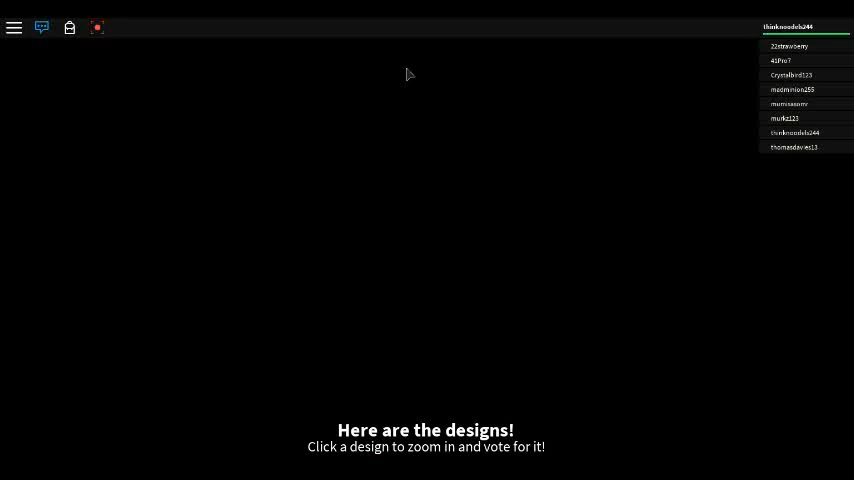 thinknoodels244
22strawberry
41Pro7
Crystalbird123
madminion255
mumisasomr
murkz123
thinknoodels244
thomasdavies13
Here are the designs!
Click a design to zoom in and vote for it!